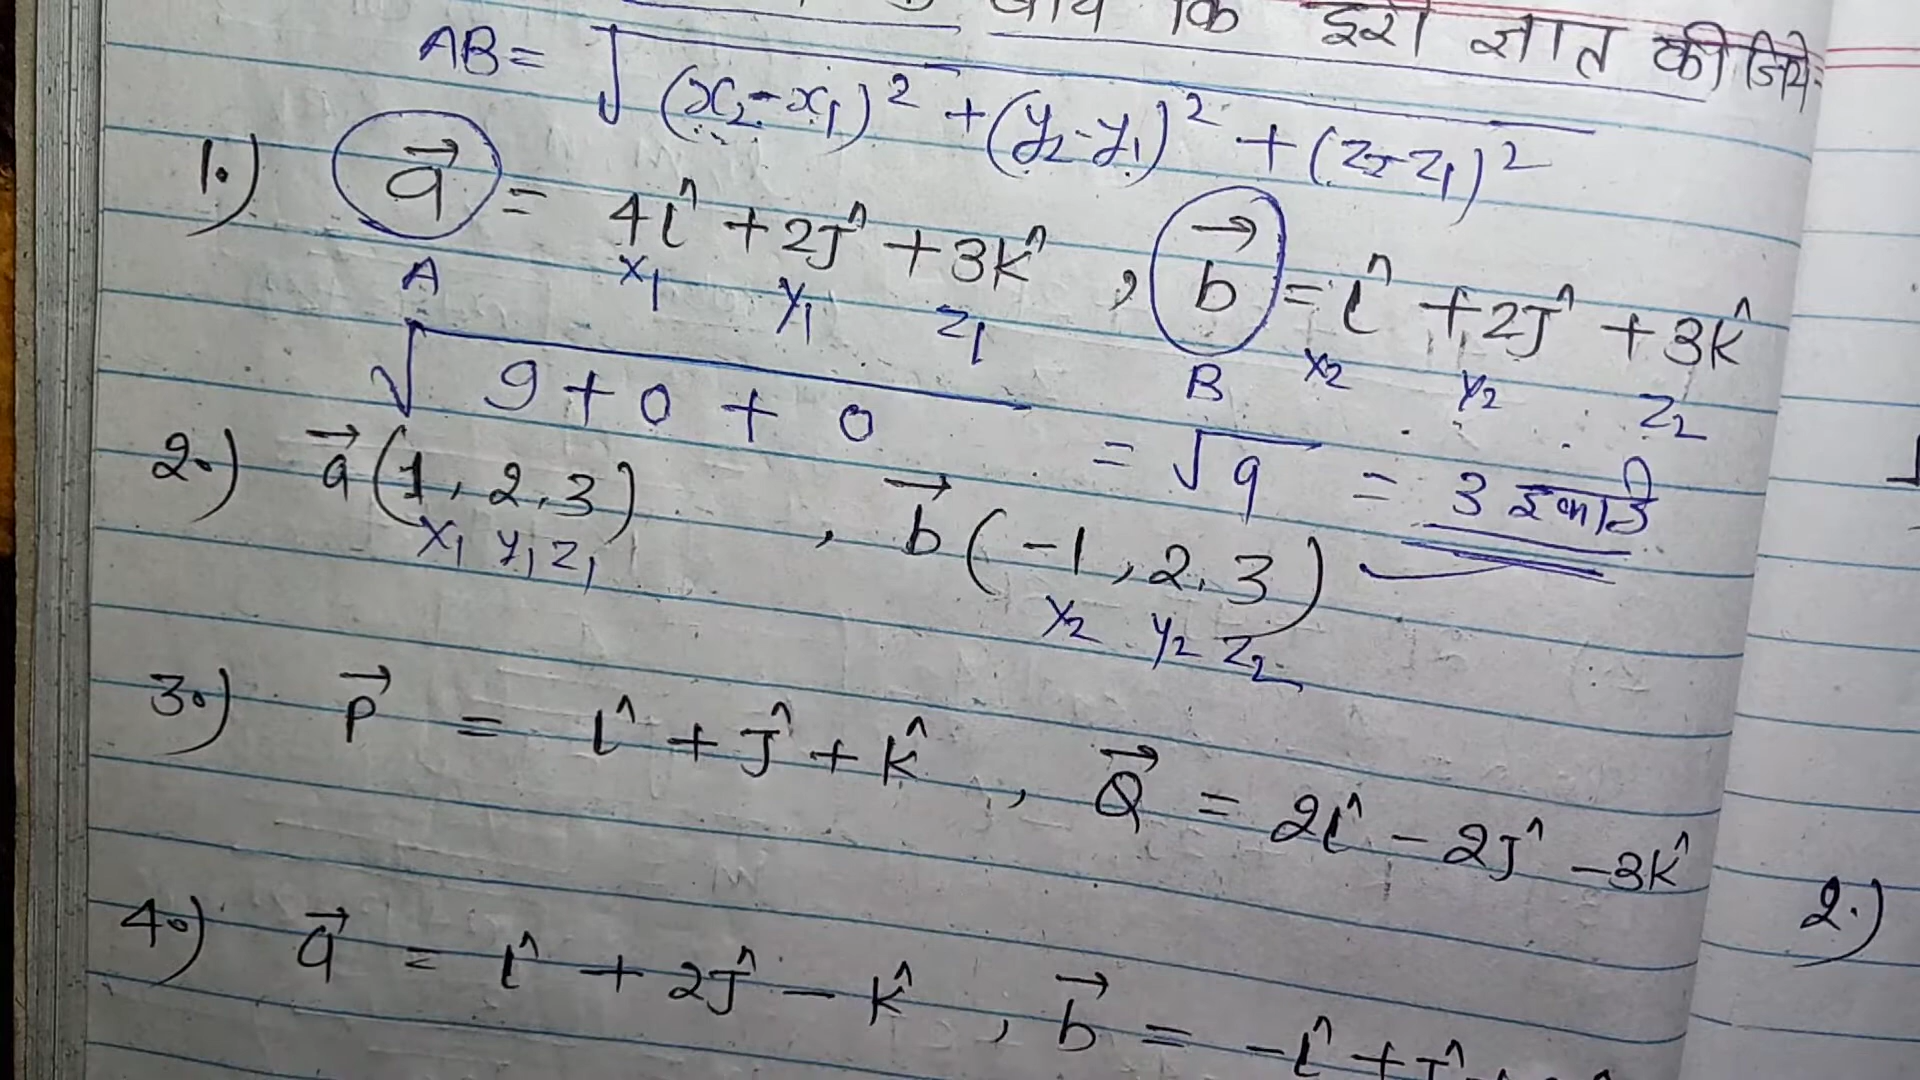 कि दूरी ज्ञात कीजिये-
AB = √(x₂-x₁)² + (y₂-y₁)² + (z₂-z₁)²
1.) a⃗ = 4î + 2ĵ + 3k̂ , b⃗ = î + 2ĵ + 3k̂
A x₁ y₁ z₁ B x₂ y₂ z₂
√9 + 0 + 0 = √9 = 3 इकाई
2.) a⃗ (1, 2, 3) , b⃗ (-1, 2, 3)
x₁ y₁ z₁ x₂ y₂ z₂
3.) P⃗ = î + ĵ + k̂ , Q⃗ = 2î - 2ĵ - 3k̂
4.) a⃗ = î + 2ĵ - k̂ , b⃗ = -î + ĵ
2.)